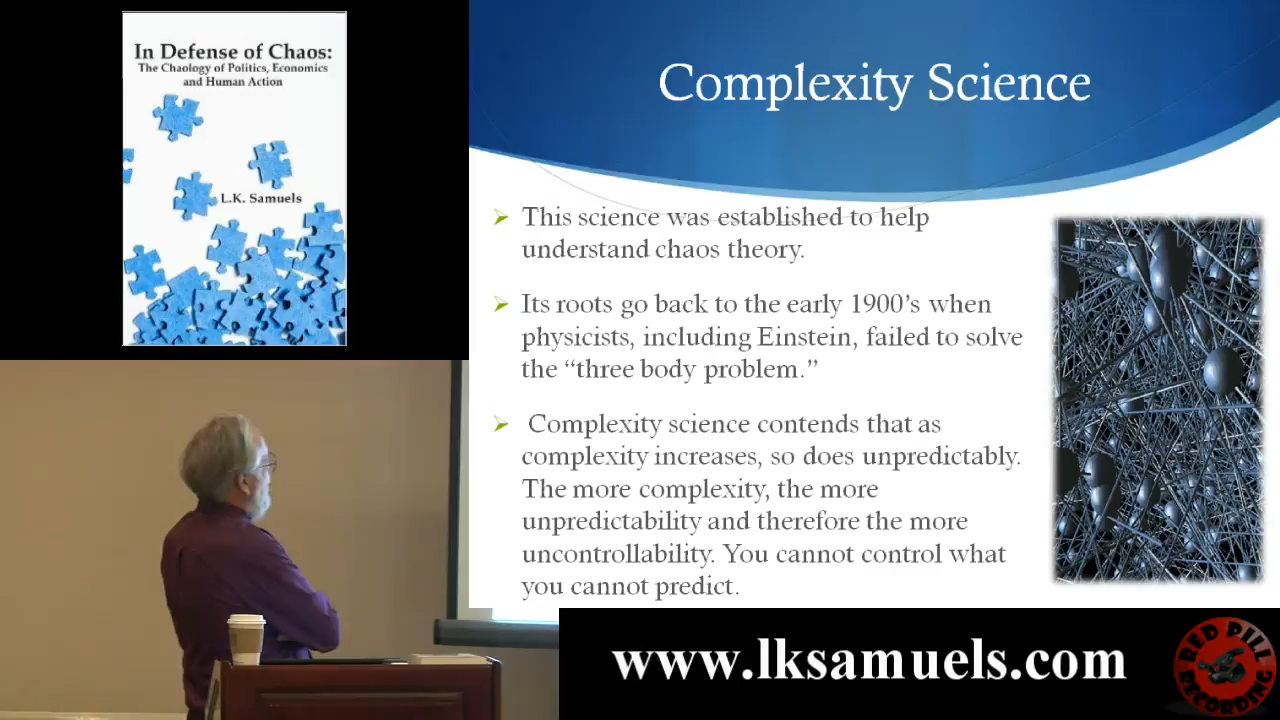 In Defense of Chaos:
The Chaology of Politics, Economics
and Human Action
L.K. Samuels
Complexity Science
This science was established to help
understand chaos theory.
Its roots go back to the early 1900's when
physicists, including Einstein, failed to solve
the “three body problem.”
Complexity science contends that as
complexity increases, so does unpredictably.
The more complexity, the more
unpredictability and therefore the more
uncontrollability. You cannot control what
you cannot predict.
www.lksamuels.com
RED PILL
RECORDING